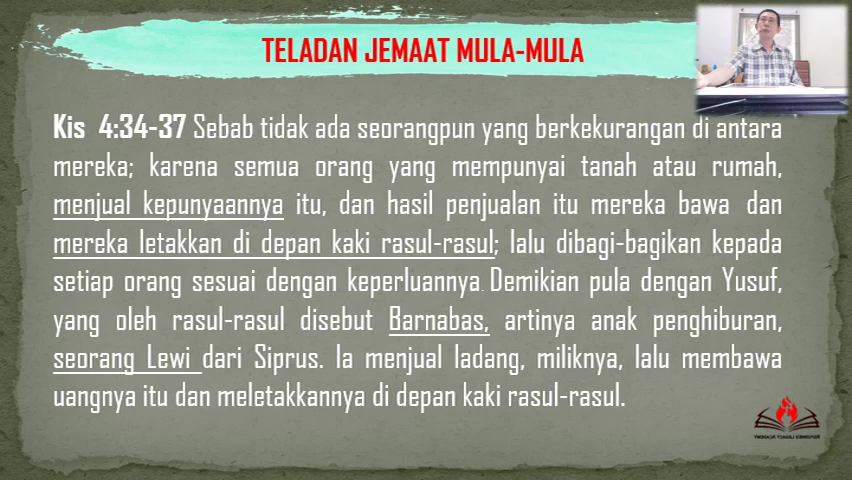 TELADAN JEMAAT MULA-MULA
Kis 4:34-37 Sebab tidak ada seorangpun yang berkekurangan di antara
mereka; karena semua orang yang mempunyai tanah atau rumah,
menjual kepunyaannya itu, dan hasil penjualan itu mereka bawa dan
mereka letakkan di depan kaki rasul-rasul; lalu dibagi-bagikan kepada
setiap orang sesuai dengan keperluannya. Demikian pula dengan Yusuf,
yang oleh rasul-rasul disebut Barnabas, artinya anak penghiburan,
seorang Lewi dari Siprus. Ia menjual ladang, miliknya, lalu membawa
uangnya itu dan meletakkannya di depan kaki rasul-rasul.